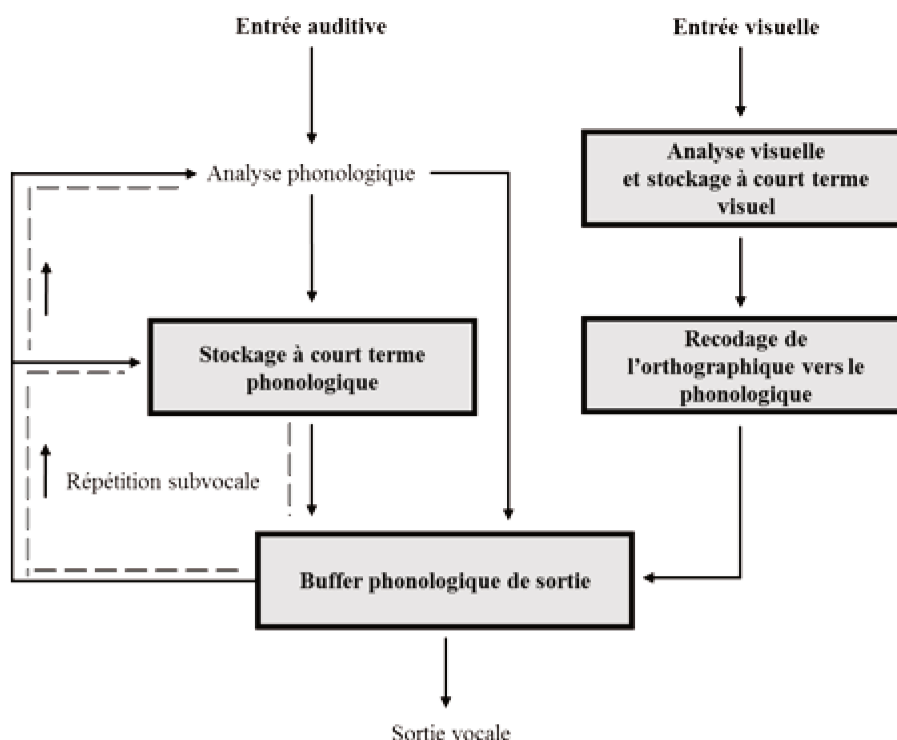 Entrée auditive
Entrée visuelle
Analyse visuelle
et stockage à court terme
visuel
Analyse phonologique
Stockage à court terme
phonologique
Recodage de
l'orthographique vers le
phonologique
Répétition subvocale
Buffer phonologique de sortie
Sortie vocale